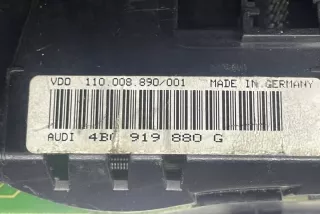 VDO 110.008.890/001 MADE IN GERMANY
AUDI 4B0 919 880 G